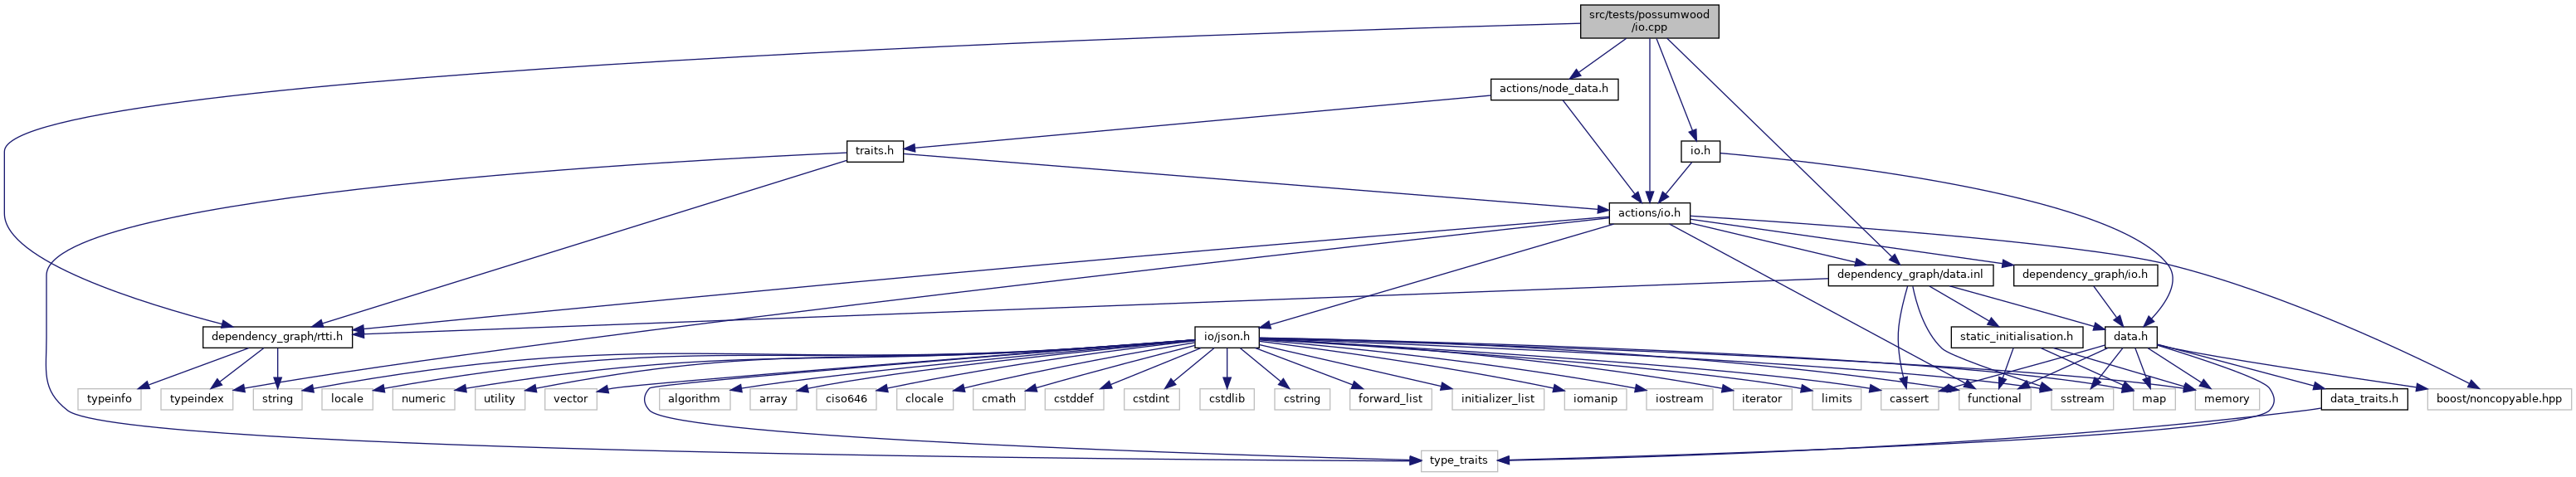 src/tests/possumwood
/io.cpp
actions/node_data.h
traits.h
io.h
actions/io.h
dependency_graph/data.inl
dependency_graph/io.h
dependency_graph/rtti.h
io/json.h
static_initialisation.h
data.h
typeinfo
typeindex
string
locale
numeric
utility
vector
algorithm
array
ciso646
clocale
cmath
cstddef
cstdint
cstdlib
cstring
forward_list
initializer_list
iomanip
iostream
iterator
limits
cassert
functional
sstream
map
memory
data_traits.h
boost/noncopyable.hpp
type_traits